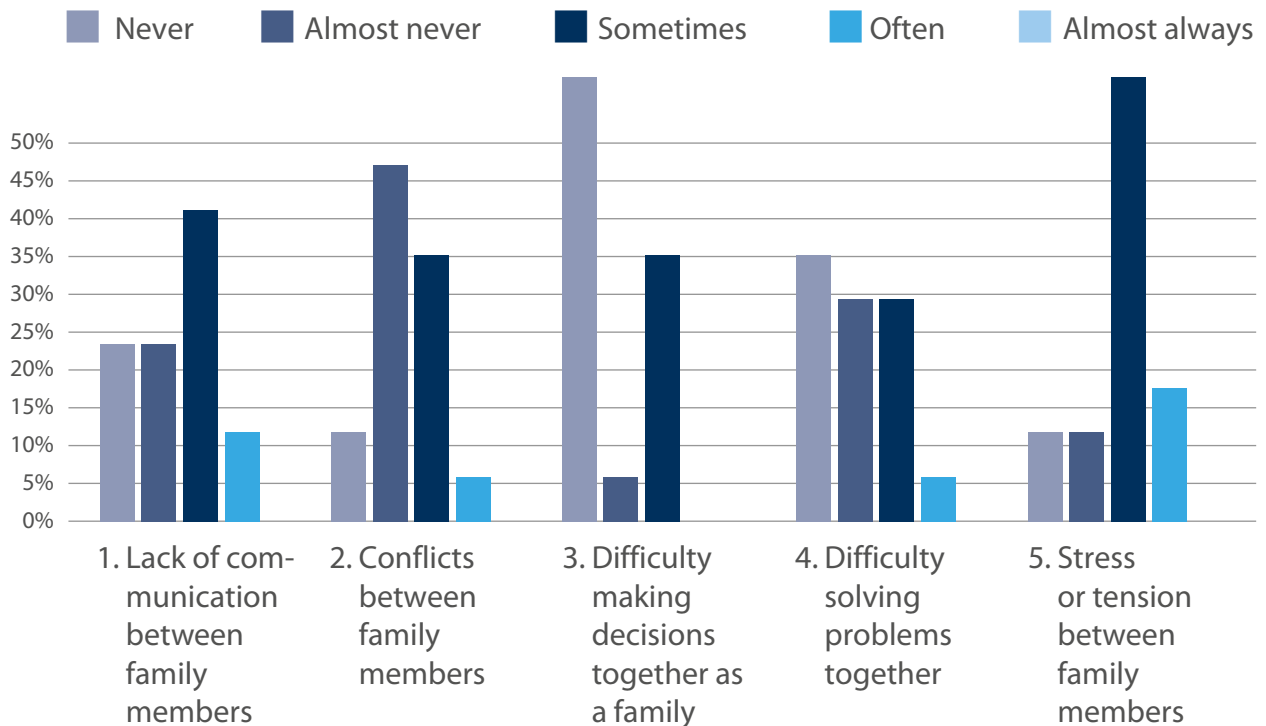 Never Almost never Sometimes Often Almost always
50%
45%
40%
35%
30%
25%
20%
15%
10%
5%
0%
1. Lack of com-
munication
between
family
members
2. Conflicts
between
family
members
3. Difficulty
making
decisions
together as
a family
4. Difficulty
solving
problems
together
5. Stress
or tension
between
family
members